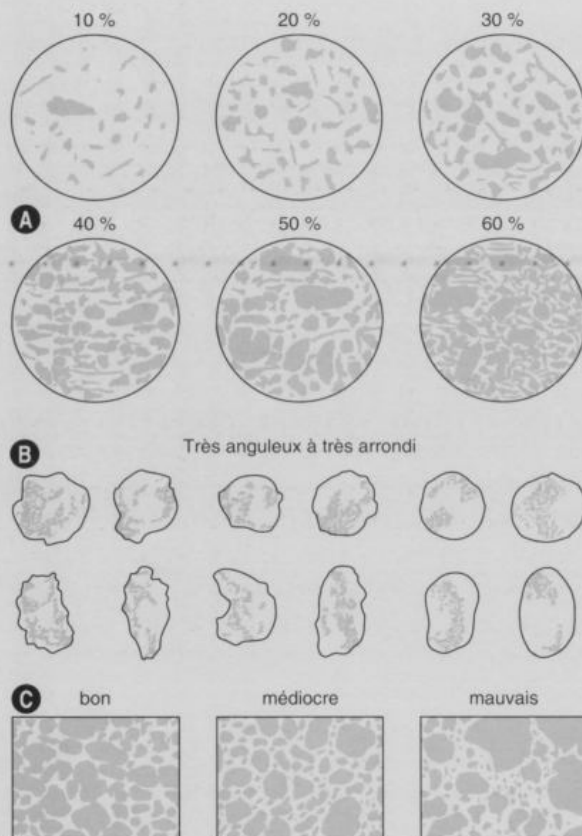 10 % 20 % 30 %
A
40 % 50 % 60 %
B Très anguleux à très arrondi
C bon médiocre mauvais